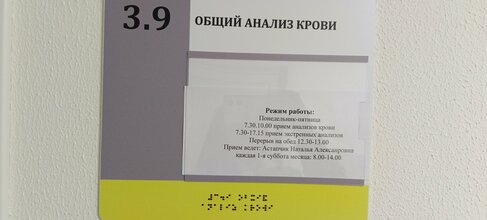 3.9
ОБЩИЙ АНАЛИЗ КРОВИ
Режим работы:
Понедельник-пятница
7.30.10.00 прием анализов крови
7.30-17.15 прием экстренных анализов
Перерыв на обед 12.30-13.00
Прием ведет: Астапчик Наталья Александровна
каждая 1-я суббота месяца: 8.00-14.00